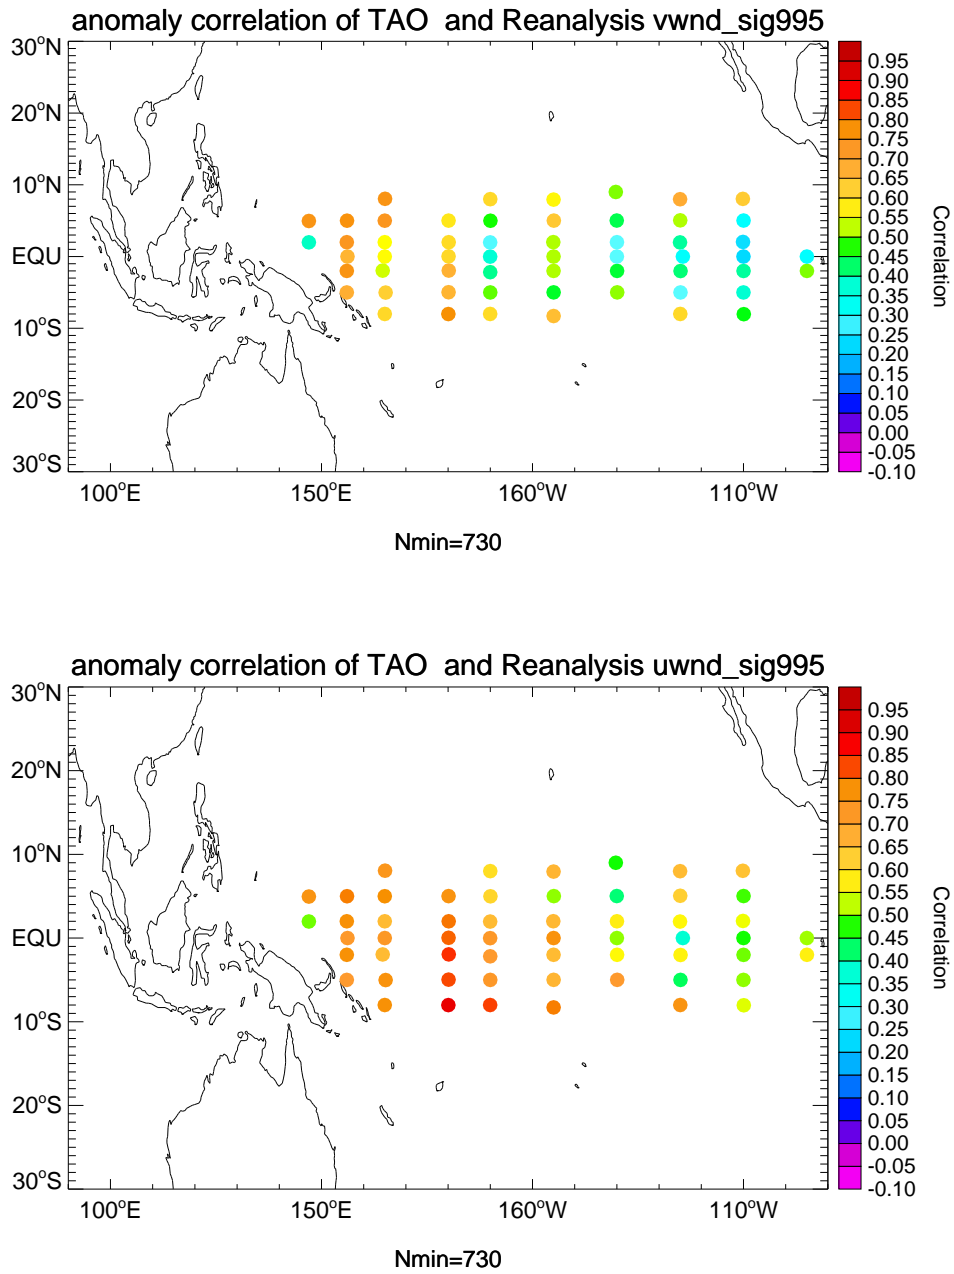 anomaly correlation of TAO  and Reanalysis vwnd_sig995
30°N
20°N
10°N
EQU
10°S
20°S
30°S
100°E
150°E
160°W
110°W
Nmin=730
0.95
0.90
0.85
0.80
0.75
0.70
0.65
0.60
0.55
0.50
0.45
0.40
0.35
0.30
0.25
0.20
0.15
0.10
0.05
0.00
-0.05
-0.10
Correlation
anomaly correlation of TAO  and Reanalysis uwnd_sig995
30°N
20°N
10°N
EQU
10°S
20°S
30°S
100°E
150°E
160°W
110°W
Nmin=730
0.95
0.90
0.85
0.80
0.75
0.70
0.65
0.60
0.55
0.50
0.45
0.40
0.35
0.30
0.25
0.20
0.15
0.10
0.05
0.00
-0.05
-0.10
Correlation